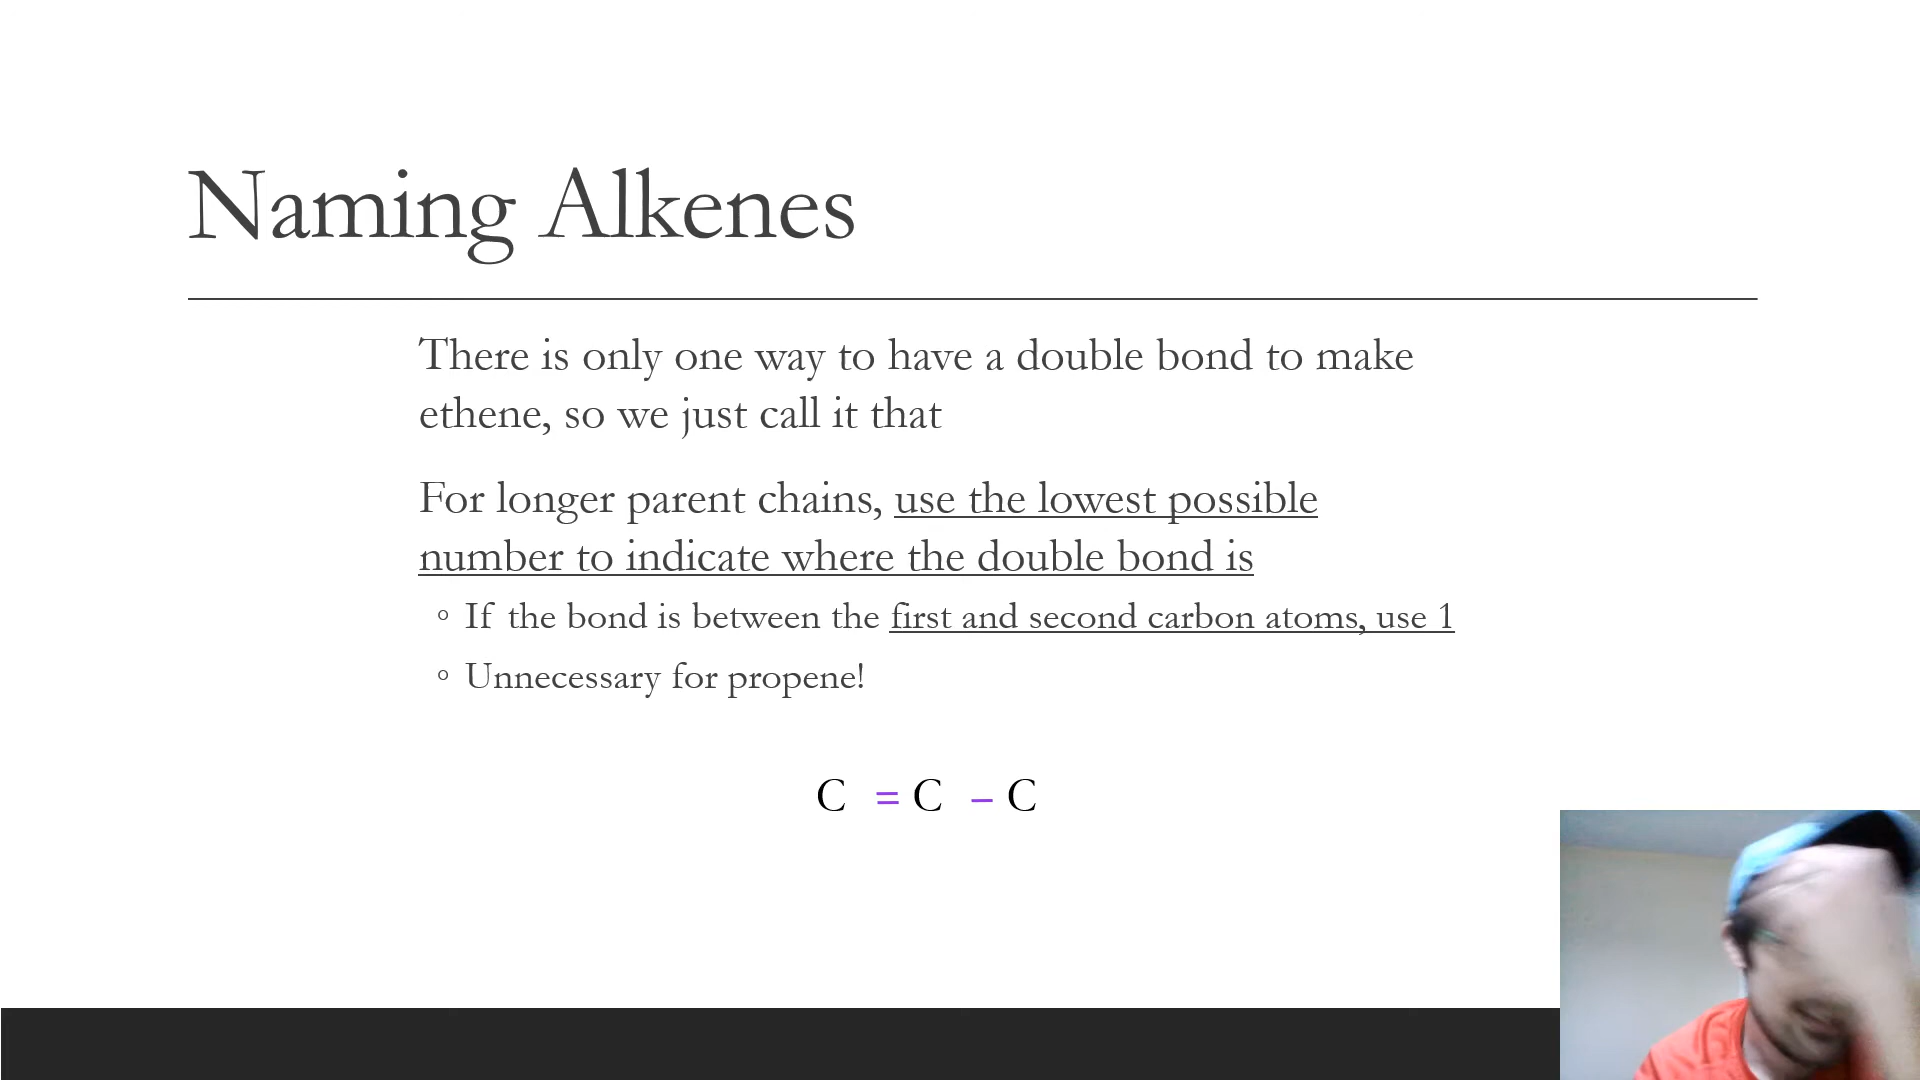 Naming Alkenes
There is only one way to have a double bond to make
ethene, so we just call it that
For longer parent chains, use the lowest possible
number to indicate where the double bond is
◦ If the bond is between the first and second carbon atoms, use 1
◦ Unnecessary for propene!
C = C – C